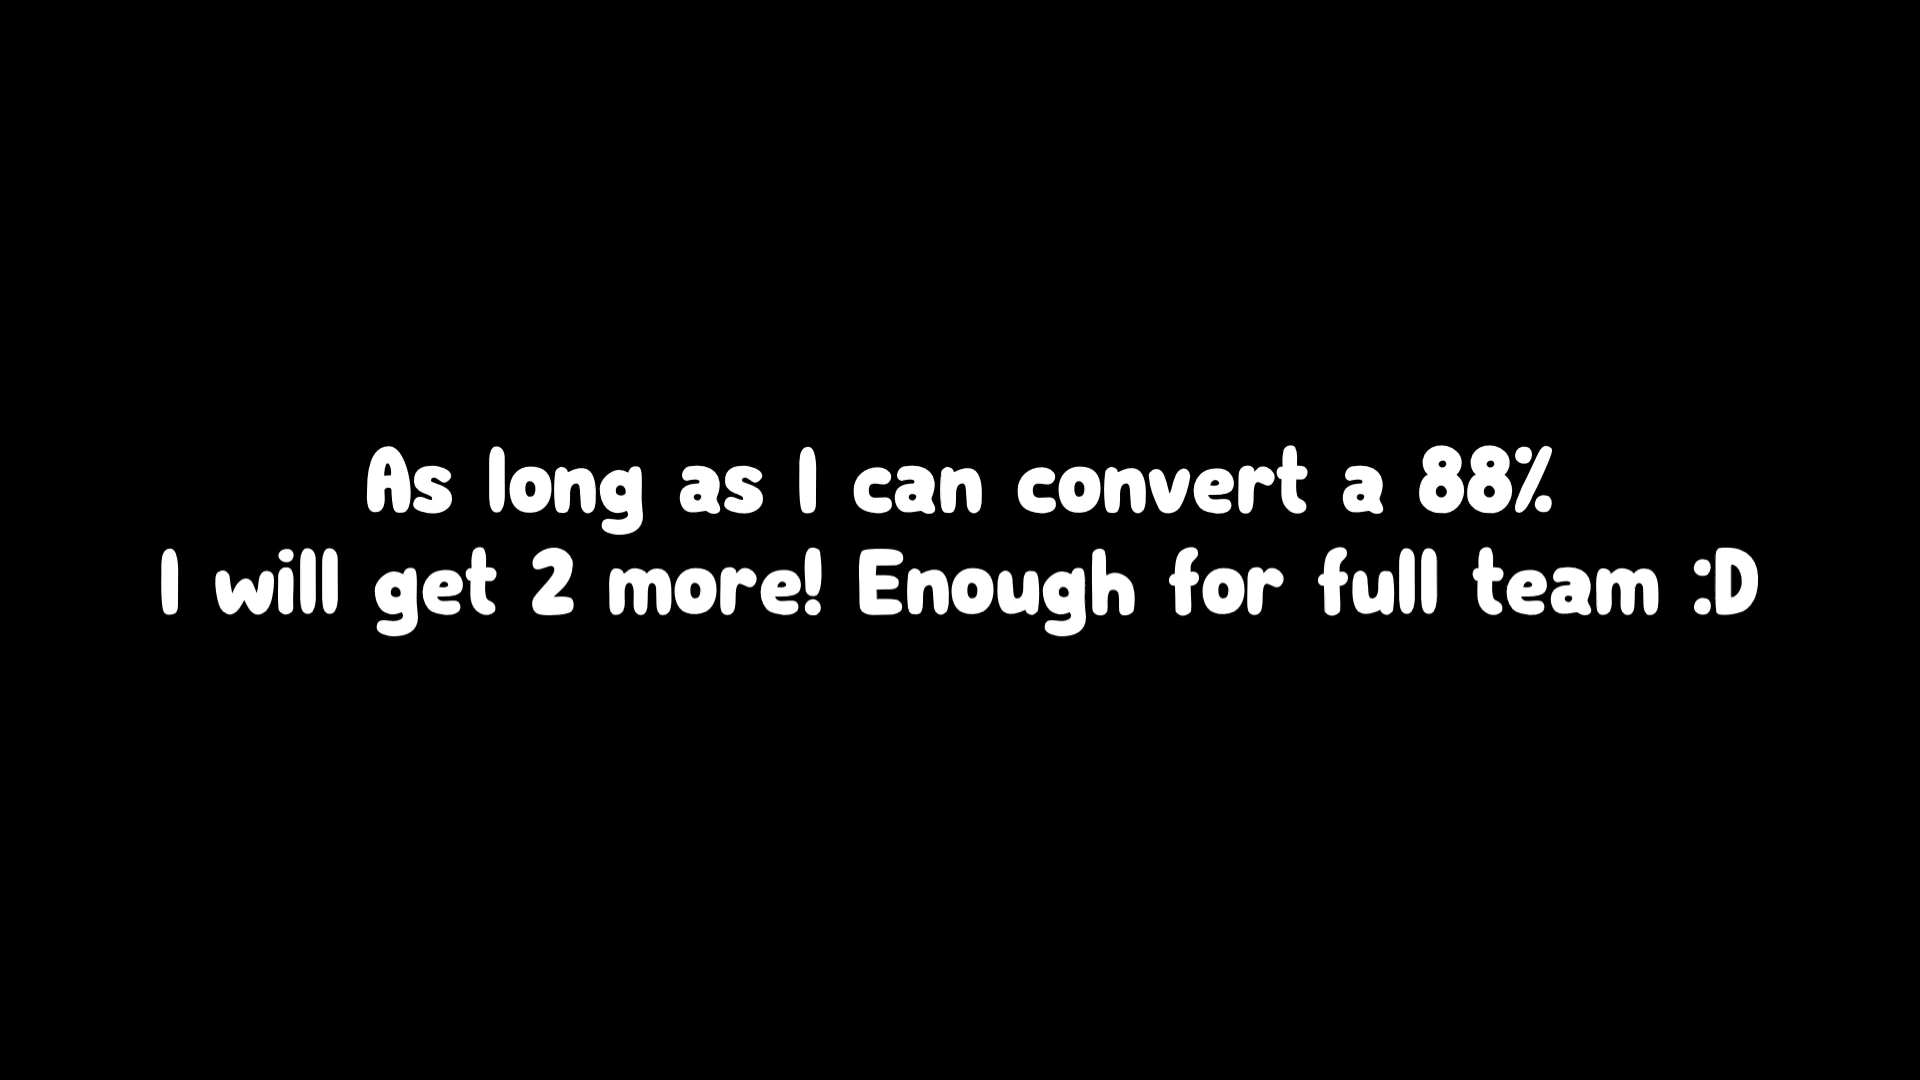 As long as I can convert a 88%
I will get 2 more! Enough for full team :D